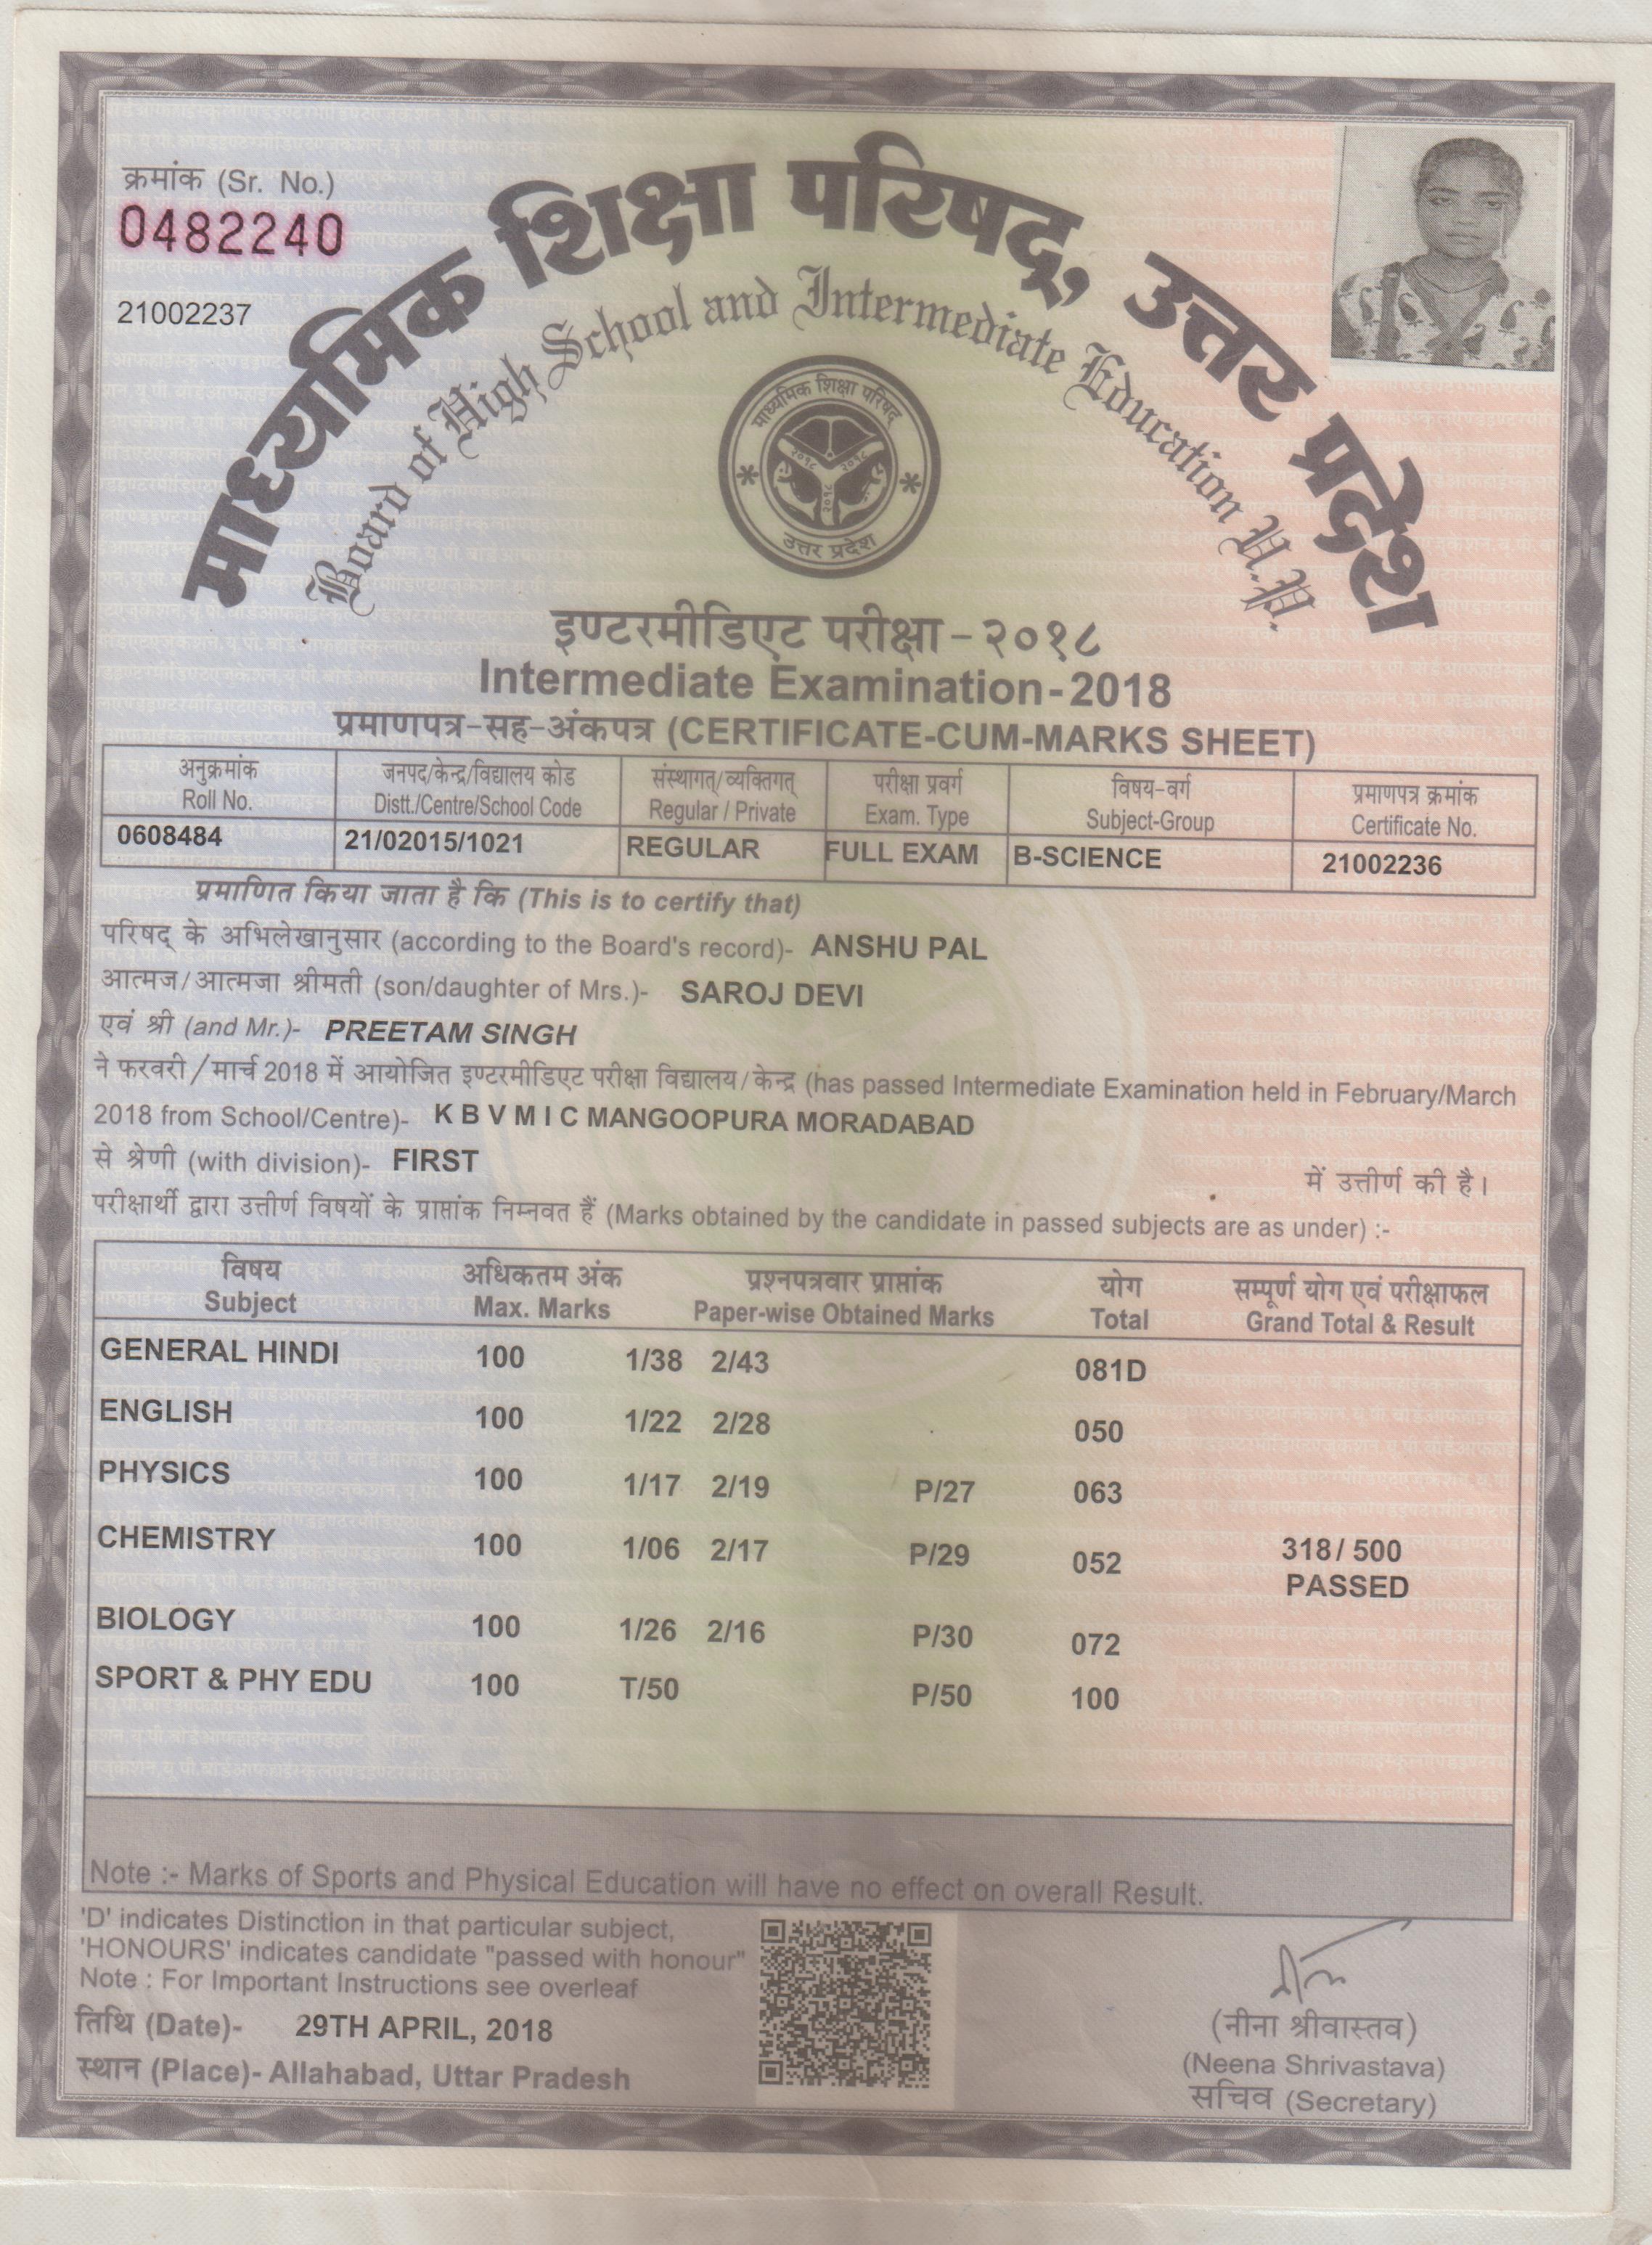 क्रमांक (Sr. No.)
0482240
21002237
माध्यमिक शिक्षा परिषद्, उत्तर प्रदेश
Board of High School and Intermediate Education U.P.
माध्यमिक शिक्षा परिषद
२०१८ २०१८
२०१८
उत्तर प्रदेश
इण्टरमीडिएट परीक्षा-२०१८
Intermediate Examination-2018
प्रमाणपत्र-सह-अंकपत्र (CERTIFICATE-CUM-MARKS SHEET)
अनुक्रमांक जनपद/केन्द्र/विद्यालय कोड संस्थागत्/व्यक्तिगत् परीक्षा प्रवर्ग विषय-वर्ग प्रमाणपत्र क्रमांक
Roll No. Distt./Centre/School Code Regular / Private Exam. Type Subject-Group Certificate No.
0608484 21/02015/1021 REGULAR FULL EXAM B-SCIENCE 21002236
प्रमाणित किया जाता है कि (This is to certify that)
परिषद् के अभिलेखानुसार (according to the Board's record)- ANSHU PAL
आत्मज/आत्मजा श्रीमती (son/daughter of Mrs.)- SAROJ DEVI
एवं श्री (and Mr.)- PREETAM SINGH
ने फरवरी/मार्च 2018 में आयोजित इण्टरमीडिएट परीक्षा विद्यालय/केन्द्र (has passed Intermediate Examination held in February/March
2018 from School/Centre)- K B V M I C MANGOOPURA MORADABAD
से श्रेणी (with division)- FIRST में उत्तीर्ण की है।
परीक्षार्थी द्वारा उत्तीर्ण विषयों के प्राप्तांक निम्नवत हैं (Marks obtained by the candidate in passed subjects are as under) :-
विषय अधिकतम अंक प्रश्नपत्रवार प्राप्तांक योग सम्पूर्ण योग एवं परीक्षाफल
Subject Max. Marks Paper-wise Obtained Marks Total Grand Total & Result
GENERAL HINDI 100 1/38 2/43 081D
ENGLISH 100 1/22 2/28 050
PHYSICS 100 1/17 2/19 P/27 063
CHEMISTRY 100 1/06 2/17 P/29 052 318/ 500
PASSED
BIOLOGY 100 1/26 2/16 P/30 072
SPORT & PHY EDU 100 T/50 P/50 100
Note :- Marks of Sports and Physical Education will have no effect on overall Result.
'D' indicates Distinction in that particular subject,
'HONOURS' indicates candidate "passed with honour"
Note : For Important Instructions see overleaf
तिथि (Date)- 29TH APRIL, 2018
स्थान (Place)- Allahabad, Uttar Pradesh
(नीना श्रीवास्तव)
(Neena Shrivastava)
सचिव (Secretary)